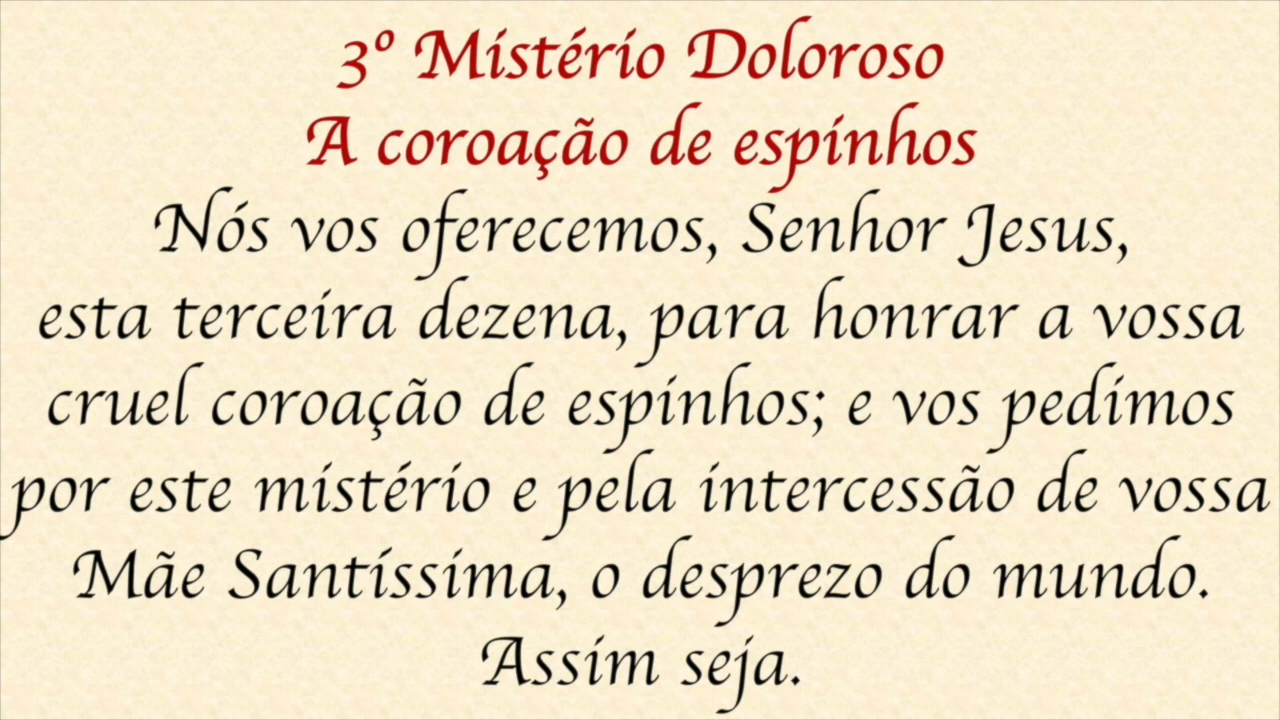 3º Mistério Doloroso
A coroação de espinhos
Nós vos oferecemos, Senhor Jesus,
esta terceira dezena, para honrar a vossa
cruel coroação de espinhos; e vos pedimos
por este mistério e pela intercessão de vossa
Mãe Santíssima, o desprezo do mundo.
Assim seja.